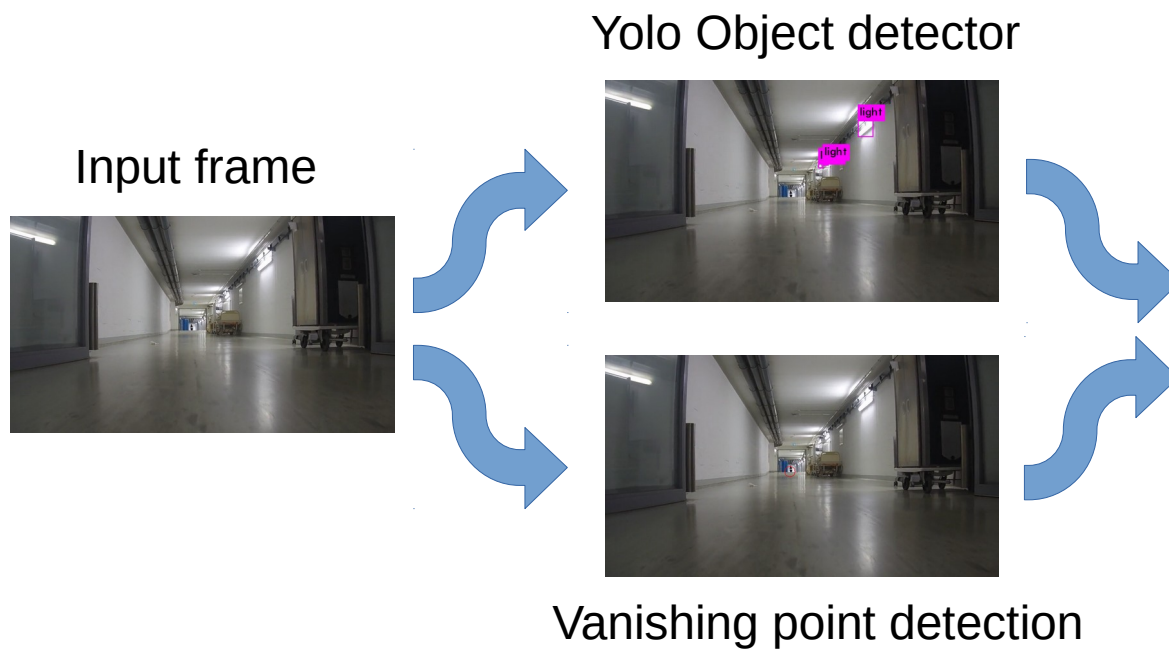 Yolo Object detector
light
light
Input frame
Vanishing point detection